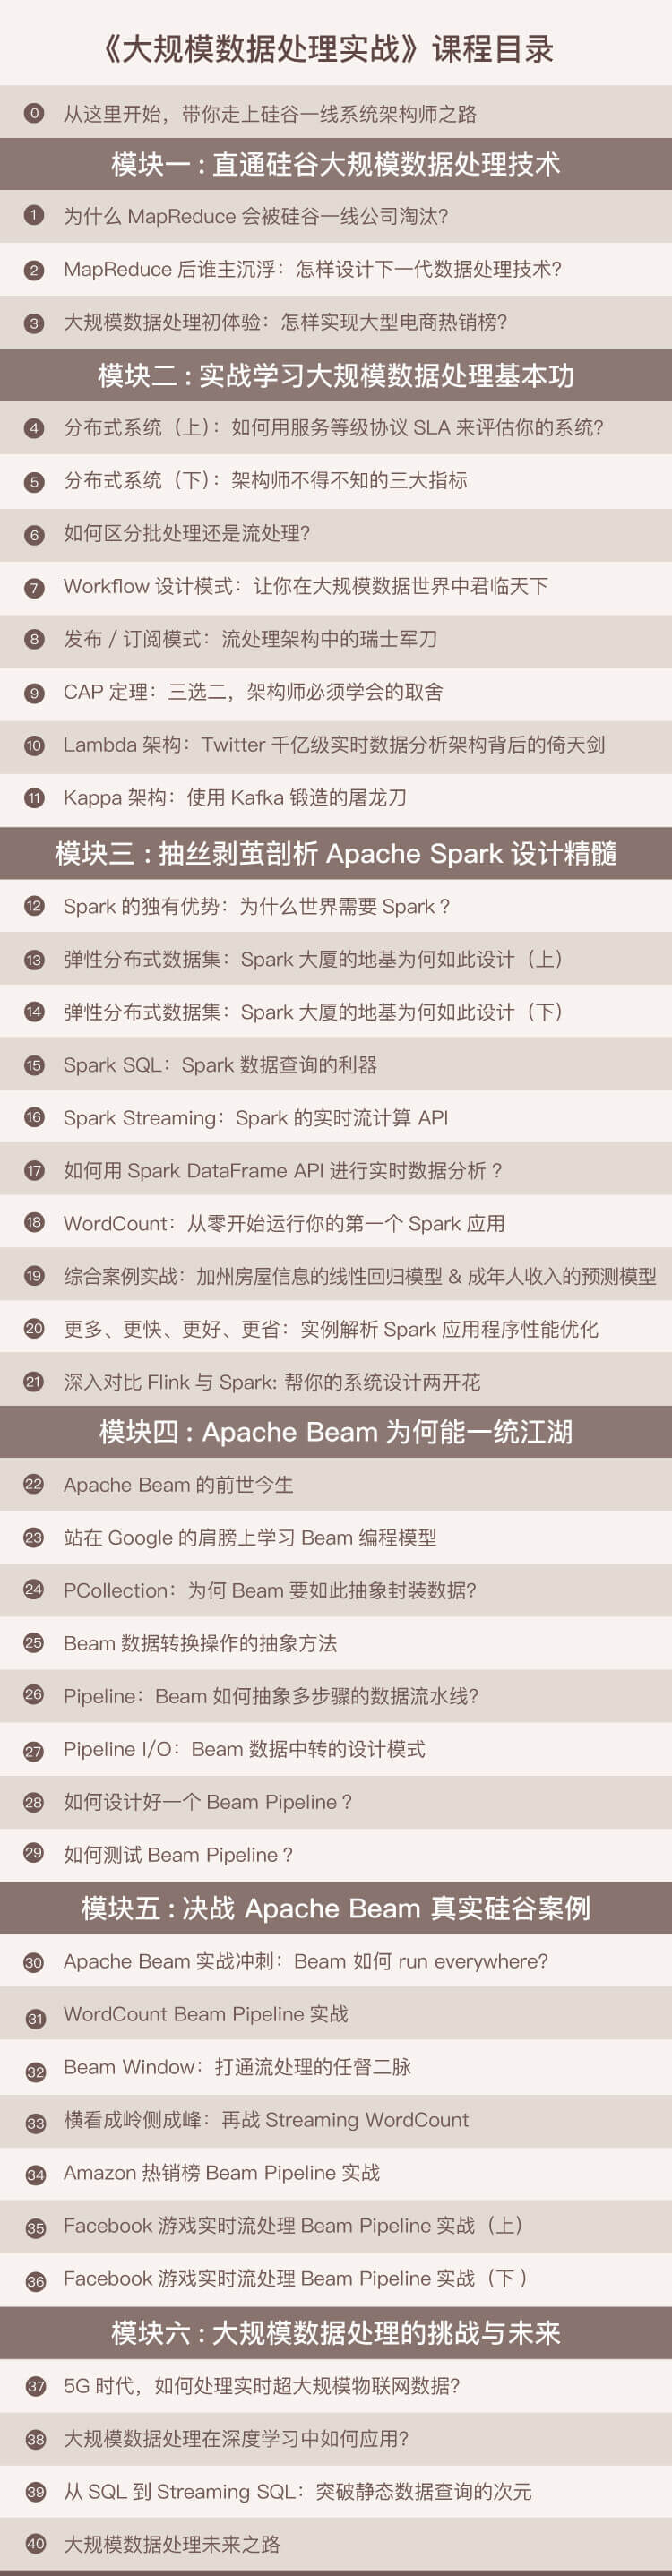 《大规模数据处理实战》课程目录
0 从这里开始，带你走上硅谷一线系统架构师之路
模块一：直通硅谷大规模数据处理技术
1 为什么 MapReduce 会被硅谷一线公司淘汰?
2 MapReduce 后谁主沉浮：怎样设计下一代数据处理技术?
3 大规模数据处理初体验：怎样实现大型电商热销榜?
模块二：实战学习大规模数据处理基本功
4 分布式系统（上）：如何用服务等级协议 SLA 来评估你的系统?
5 分布式系统（下）：架构师不得不知的三大指标
6 如何区分批处理还是流处理?
7 Workflow 设计模式：让你在大规模数据世界中君临天下
8 发布 / 订阅模式：流处理架构中的瑞士军刀
9 CAP 定理：三选二，架构师必须学会的取舍
10 Lambda 架构：Twitter 千亿级实时数据分析架构背后的倚天剑
11 Kappa 架构：使用 Kafka 锻造的屠龙刀
模块三：抽丝剥茧剖析 Apache Spark 设计精髓
12 Spark 的独有优势：为什么世界需要 Spark ?
13 弹性分布式数据集：Spark 大厦的地基为何如此设计（上）
14 弹性分布式数据集：Spark 大厦的地基为何如此设计（下）
15 Spark SQL：Spark 数据查询的利器
16 Spark Streaming：Spark 的实时流计算 API
17 如何用 Spark DataFrame API 进行实时数据分析 ?
18 WordCount：从零开始运行你的第一个 Spark 应用
19 综合案例实战：加州房屋信息的线性回归模型 & 成年人收入的预测模型
20 更多、更快、更好、更省：实例解析 Spark 应用程序性能优化
21 深入对比 Flink 与 Spark: 帮你的系统设计两开花
模块四：Apache Beam 为何能一统江湖
22 Apache Beam 的前世今生
23 站在 Google 的肩膀上学习 Beam 编程模型
24 PCollection：为何 Beam 要如此抽象封装数据?
25 Beam 数据转换操作的抽象方法
26 Pipeline：Beam 如何抽象多步骤的数据流水线?
27 Pipeline I/O：Beam 数据中转的设计模式
28 如何设计好一个 Beam Pipeline ?
29 如何测试 Beam Pipeline ?
模块五：决战 Apache Beam 真实硅谷案例
30 Apache Beam 实战冲刺：Beam 如何 run everywhere?
31 WordCount Beam Pipeline 实战
32 Beam Window：打通流处理的任督二脉
33 横看成岭侧成峰：再战 Streaming WordCount
34 Amazon 热销榜 Beam Pipeline 实战
35 Facebook 游戏实时流处理 Beam Pipeline 实战（上）
36 Facebook 游戏实时流处理 Beam Pipeline 实战（下 ）
模块六：大规模数据处理的挑战与未来
37 5G 时代，如何处理实时超大规模物联网数据?
38 大规模数据处理在深度学习中如何应用?
39 从 SQL 到 Streaming SQL：突破静态数据查询的次元
40 大规模数据处理未来之路